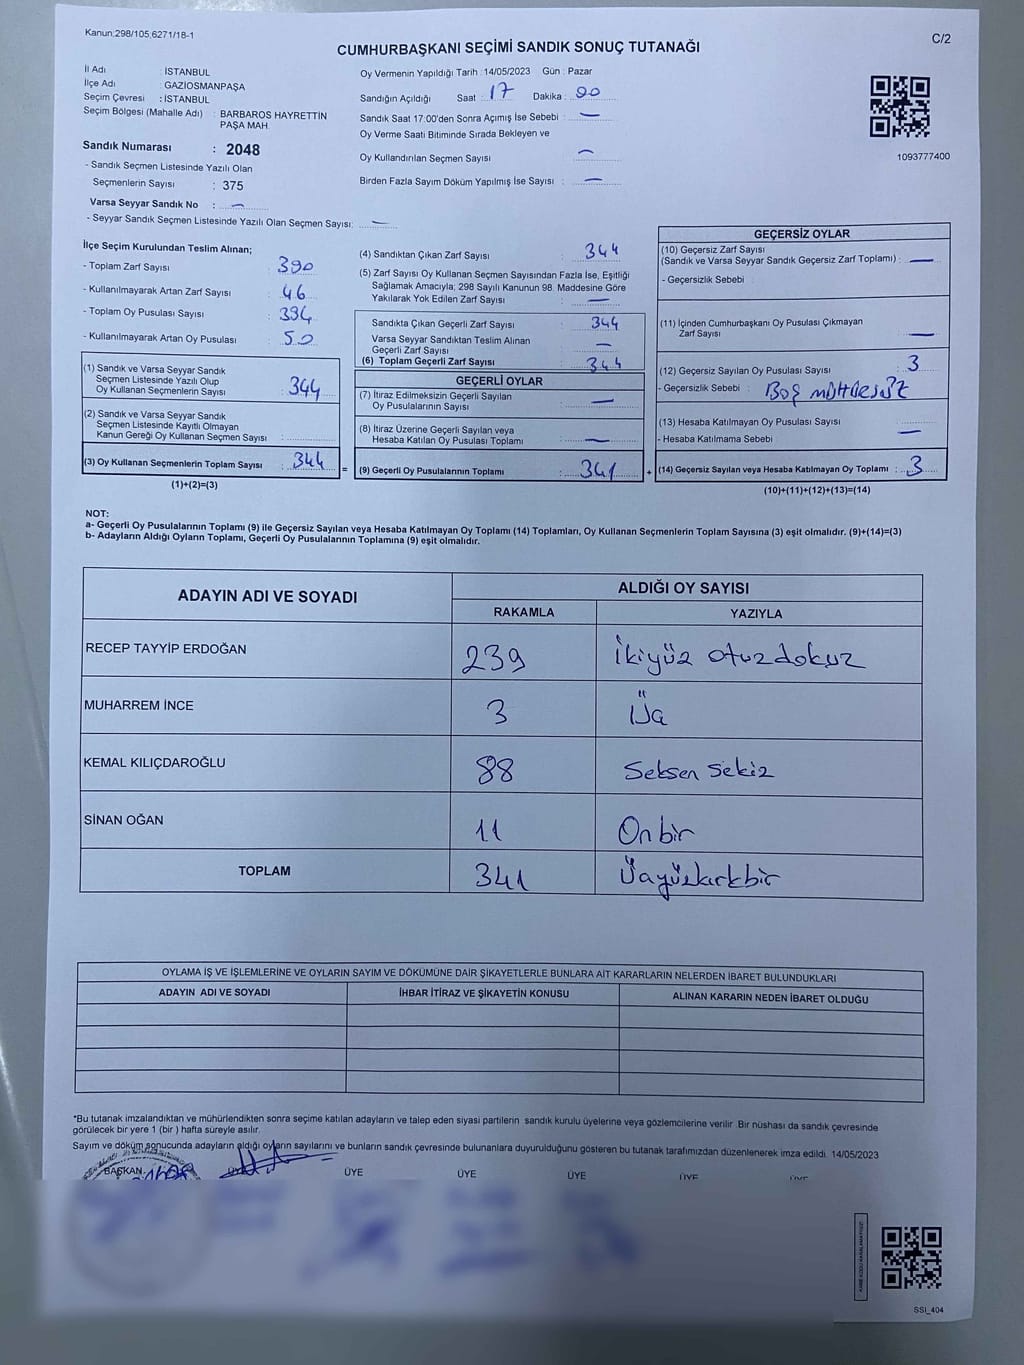 Kanun;298/105;6271/18-1
C/2
CUMHURBAŞKANI SEÇİMİ SANDIK SONUÇ TUTANAĞI
İl Adı : İSTANBUL
İlçe Adı : GAZİOSMANPAŞA
Seçim Çevresi : İSTANBUL
Seçim Bölgesi (Mahalle Adı) : BARBAROS HAYRETTİN
PAŞA MAH.
Sandık Numarası : 2048
- Sandık Seçmen Listesinde Yazılı Olan
Seçmenlerin Sayısı : 375
Varsa Seyyar Sandık No : —
- Seyyar Sandık Seçmen Listesinde Yazılı Olan Seçmen Sayısı: —
Oy Vermenin Yapıldığı Tarih : 14/05/2023 Gün : Pazar
Sandığın Açıldığı Saat : 17 Dakika : 00
Sandık Saat 17:00'den Sonra Açımış İse Sebebi : —
Oy Verme Saati Bitiminde Sırada Bekleyen ve
Oy Kullandırılan Seçmen Sayısı : —
Birden Fazla Sayım Döküm Yapılmış İse Sayısı : —
1093777400
İlçe Seçim Kurulundan Teslim Alınan;
- Toplam Zarf Sayısı : 390
- Kullanılmayarak Artan Zarf Sayısı : 46
- Toplam Oy Pusulası Sayısı : 394
- Kullanılmayarak Artan Oy Pusulası : 50
(1) Sandık ve Varsa Seyyar Sandık
Seçmen Listesinde Yazılı Olup
Oy Kullanan Seçmenlerin Sayısı : 344
(2) Sandık ve Varsa Seyyar Sandık
Seçmen Listesinde Kayıtlı Olmayan
Kanun Gereği Oy Kullanan Seçmen Sayısı :
(3) Oy Kullanan Seçmenlerin Toplam Sayısı : 344
(1)+(2)=(3)
(4) Sandıktan Çıkan Zarf Sayısı : 344
(5) Zarf Sayısı Oy Kullanan Seçmen Sayısından Fazla İse, Eşitliği
Sağlamak Amacıyla; 298 Sayılı Kanunun 98. Maddesine Göre
Yakılarak Yok Edilen Zarf Sayısı : —
Sandıkta Çıkan Geçerli Zarf Sayısı : 344
Varsa Seyyar Sandıktan Teslim Alınan
Geçerli Zarf Sayısı : —
(6) Toplam Geçerli Zarf Sayısı : 344
GEÇERLİ OYLAR
(7) İtiraz Edilmeksizin Geçerli Sayılan
Oy Pusulalarının Sayısı : —
(8) İtiraz Üzerine Geçerli Sayılan veya
Hesaba Katılan Oy Pusulası Toplamı : —
= (9) Geçerli Oy Pusulalarının Toplamı : 341 +
GEÇERSİZ OYLAR
(10) Geçersiz Zarf Sayısı
(Sandık ve Varsa Seyyar Sandık Geçersiz Zarf Toplamı) : —
- Geçersizlik Sebebi :
(11) İçinden Cumhurbaşkanı Oy Pusulası Çıkmayan
Zarf Sayısı : —
(12) Geçersiz Sayılan Oy Pusulası Sayısı : 3
- Geçersizlik Sebebi : Boş mühürsüz
(13) Hesaba Katılmayan Oy Pusulası Sayısı : —
- Hesaba Katılmama Sebebi :
(14) Geçersiz Sayılan veya Hesaba Katılmayan Oy Toplamı : 3
(10)+(11)+(12)+(13)=(14)
NOT:
a- Geçerli Oy Pusulalarının Toplamı (9) ile Geçersiz Sayılan veya Hesaba Katılmayan Oy Toplamı (14) Toplamları, Oy Kullanan Seçmenlerin Toplam Sayısına (3) eşit olmalıdır. (9)+(14)=(3)
b- Adayların Aldığı Oyların Toplamı, Geçerli Oy Pusulalarının Toplamına (9) eşit olmalıdır.
ADAYIN ADI VE SOYADI ALDIĞI OY SAYISI
RAKAMLA YAZIYLA
RECEP TAYYİP ERDOĞAN 239 İkiyüz otuzdokuz
MUHARREM İNCE 3 Üç
KEMAL KILIÇDAROĞLU 88 Seksen sekiz
SİNAN OĞAN 11 On bir
TOPLAM 341 Üçyüzkırkbir
OYLAMA İŞ VE İŞLEMLERİNE VE OYLARIN SAYIM VE DÖKÜMÜNE DAİR ŞİKAYETLERLE BUNLARA AİT KARARLARIN NELERDEN İBARET BULUNDUKLARI
ADAYIN ADI VE SOYADI İHBAR İTİRAZ VE ŞİKAYETİN KONUSU ALINAN KARARIN NEDEN İBARET OLDUĞU
*Bu tutanak imzalandıktan ve mühürlendikten sonra seçime katılan adayların ve talep eden siyasi partilerin sandık kurulu üyelerine veya gözlemcilerine verilir .Bir nüshası da sandık çevresinde
görülecek bir yere 1 (bir ) hafta süreyle asılır.
Sayım ve döküm sonucunda adayların aldığı oyların sayılarını ve bunların sandık çevresinde bulunanlara duyurulduğunu gösteren bu tutanak tarafımızdan düzenlenerek imza edildi. 14/05/2023
BAŞKAN ÜYE ÜYE ÜYE ÜYE ÜYE ÜYE
SSI_404